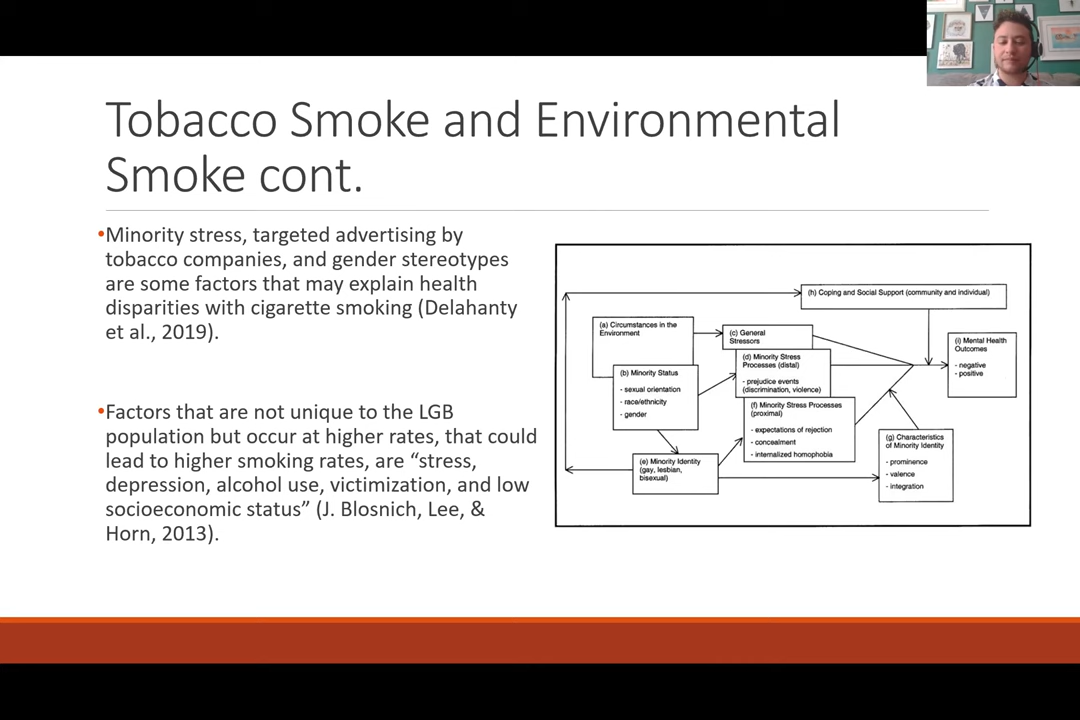 Tobacco Smoke and Environmental
Smoke cont.
•Minority stress, targeted advertising by
tobacco companies, and gender stereotypes
are some factors that may explain health
disparities with cigarette smoking (Delahanty
et al., 2019).
•Factors that are not unique to the LGB
population but occur at higher rates, that could
lead to higher smoking rates, are “stress,
depression, alcohol use, victimization, and low
socioeconomic status” (J. Blosnich, Lee, &
Horn, 2013).
(h) Coping and Social Support (community and individual)
(a) Circumstances in the
Environment
(c) General
Stressors
(i) Mental Health
Outcomes
- negative
- positive
(b) Minority Status
- sexual orientation
- race/ethnicity
- gender
(d) Minority Stress
Processes (distal)
- prejudice events
(discrimination, violence)
(f) Minority Stress Processes
(proximal)
- expectations of rejection
- concealment
- internalized homophobia
(e) Minority Identity
(gay, lesbian,
bisexual)
(g) Characteristics
of Minority Identity
- prominence
- valence
- integration